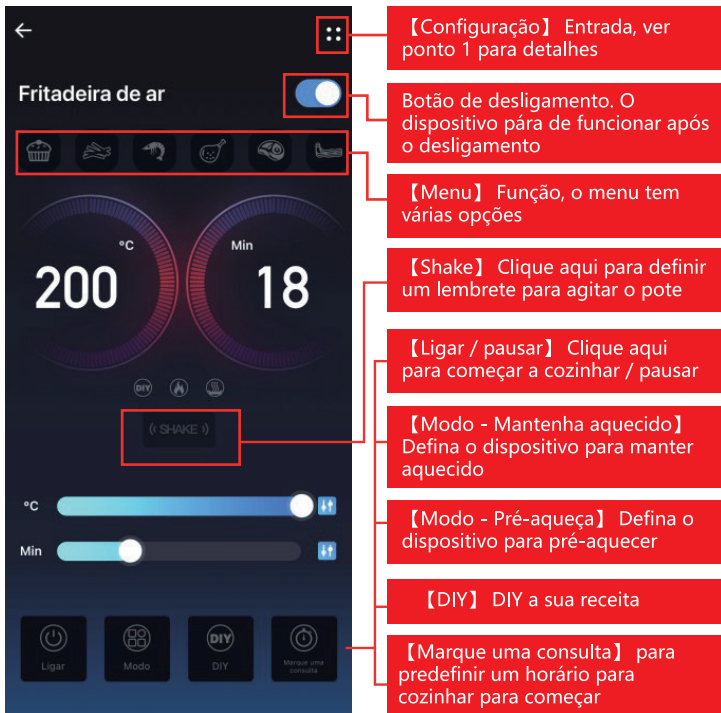 Fritadeira de ar
°C
200
Min
18
DIY
(( SHAKE ))
°C
Min
Ligar
Modo
DIY
DIY
Marque uma
consulta
【Configuração】 Entrada, ver
ponto 1 para detalhes
Botão de desligamento. O
dispositivo pára de funcionar após
o desligamento
【Menu】 Função, o menu tem
várias opções
【Shake】 Clique aqui para definir
um lembrete para agitar o pote
【Ligar / pausar】 Clique aqui
para começar a cozinhar / pausar
【Modo - Mantenha aquecido】
Defina o dispositivo para manter
aquecido
【Modo - Pré-aqueça】 Defina o
dispositivo para pré-aquecer
【DIY】 DIY a sua receita
【Marque uma consulta】 para
predefinir um horário para
cozinhar para começar